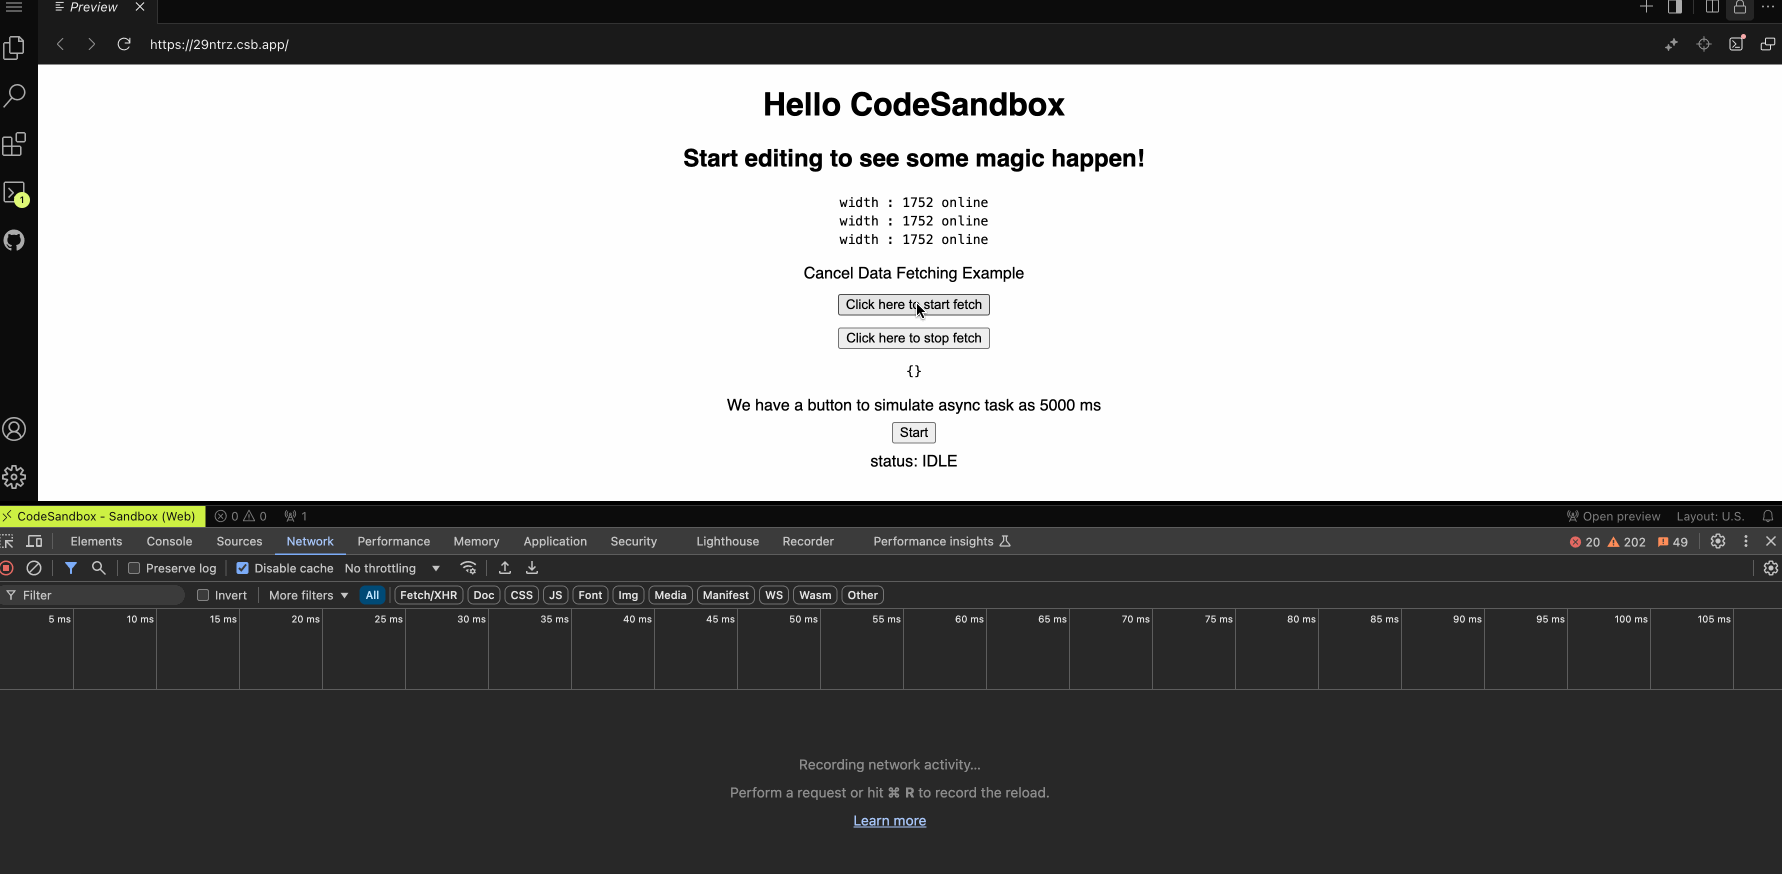 Preview
https://29ntrz.csb.app/
Hello CodeSandbox
Start editing to see some magic happen!
width : 1752 online
width : 1752 online
width : 1752 online
Cancel Data Fetching Example
Click here to start fetch
Click here to stop fetch
{}
We have a button to simulate async task as 5000 ms
Start
status: IDLE
1
CodeSandbox - Sandbox (Web) 0 0 1 Open preview Layout: U.S.
Elements Console Sources Network Performance Memory Application Security Lighthouse Recorder Performance insights 20 202 49
Preserve log Disable cache No throttling
Filter Invert More filters All Fetch/XHR Doc CSS JS Font Img Media Manifest WS Wasm Other
5 ms 10 ms 15 ms 20 ms 25 ms 30 ms 35 ms 40 ms 45 ms 50 ms 55 ms 60 ms 65 ms 70 ms 75 ms 80 ms 85 ms 90 ms 95 ms 100 ms 105 ms
Recording network activity...
Perform a request or hit ⌘ R to record the reload.
Learn more